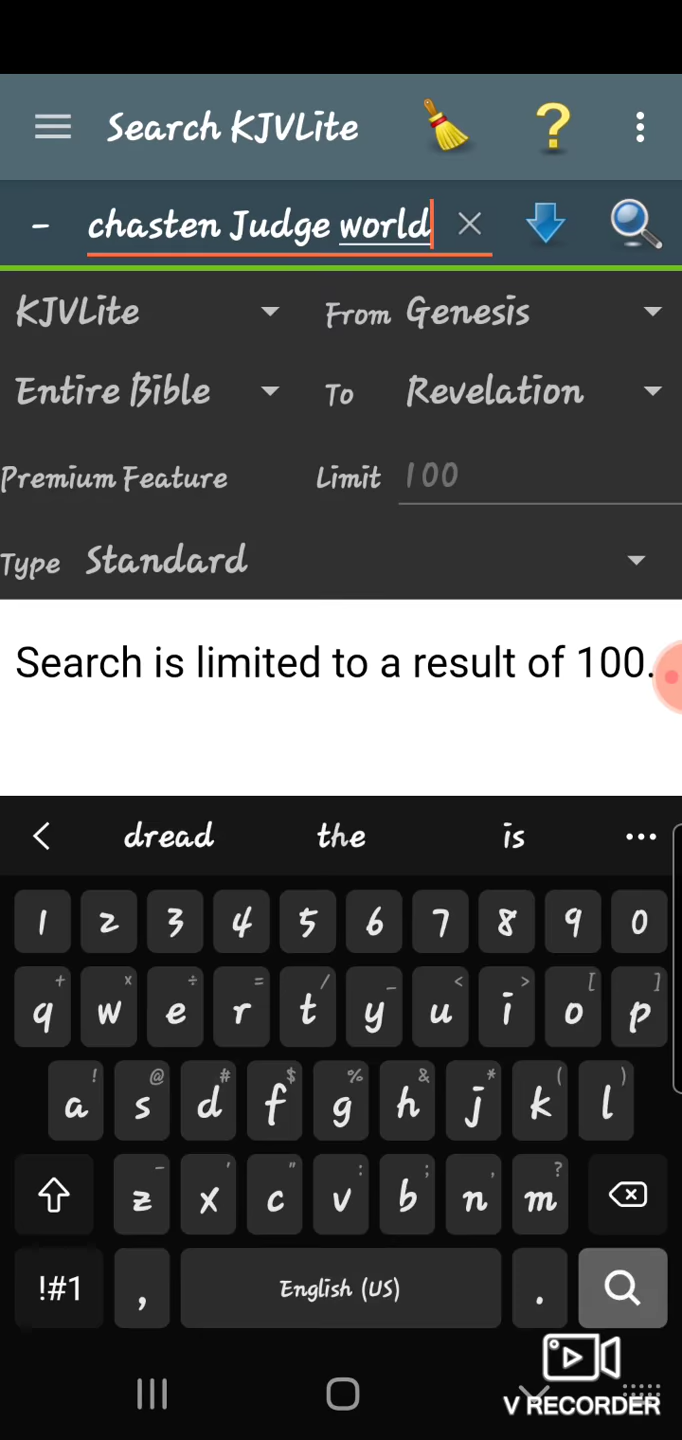 Search KJVLite ?
- chasten Judge world
KJVLite From Genesis
Entire Bible To Revelation
Premium Feature Limit 100
Type Standard
Search is limited to a result of 100.
dread the is
1 2 3 4 5 6 7 8 9 0
+ × ÷ = / _ < > [ ]
q w e r t y u i o p
! @ # $ % & * ( )
a s d f g h j k l
- ' " : ; , ?
z x c v b n m
!#1 , English (US) .
V RECORDER